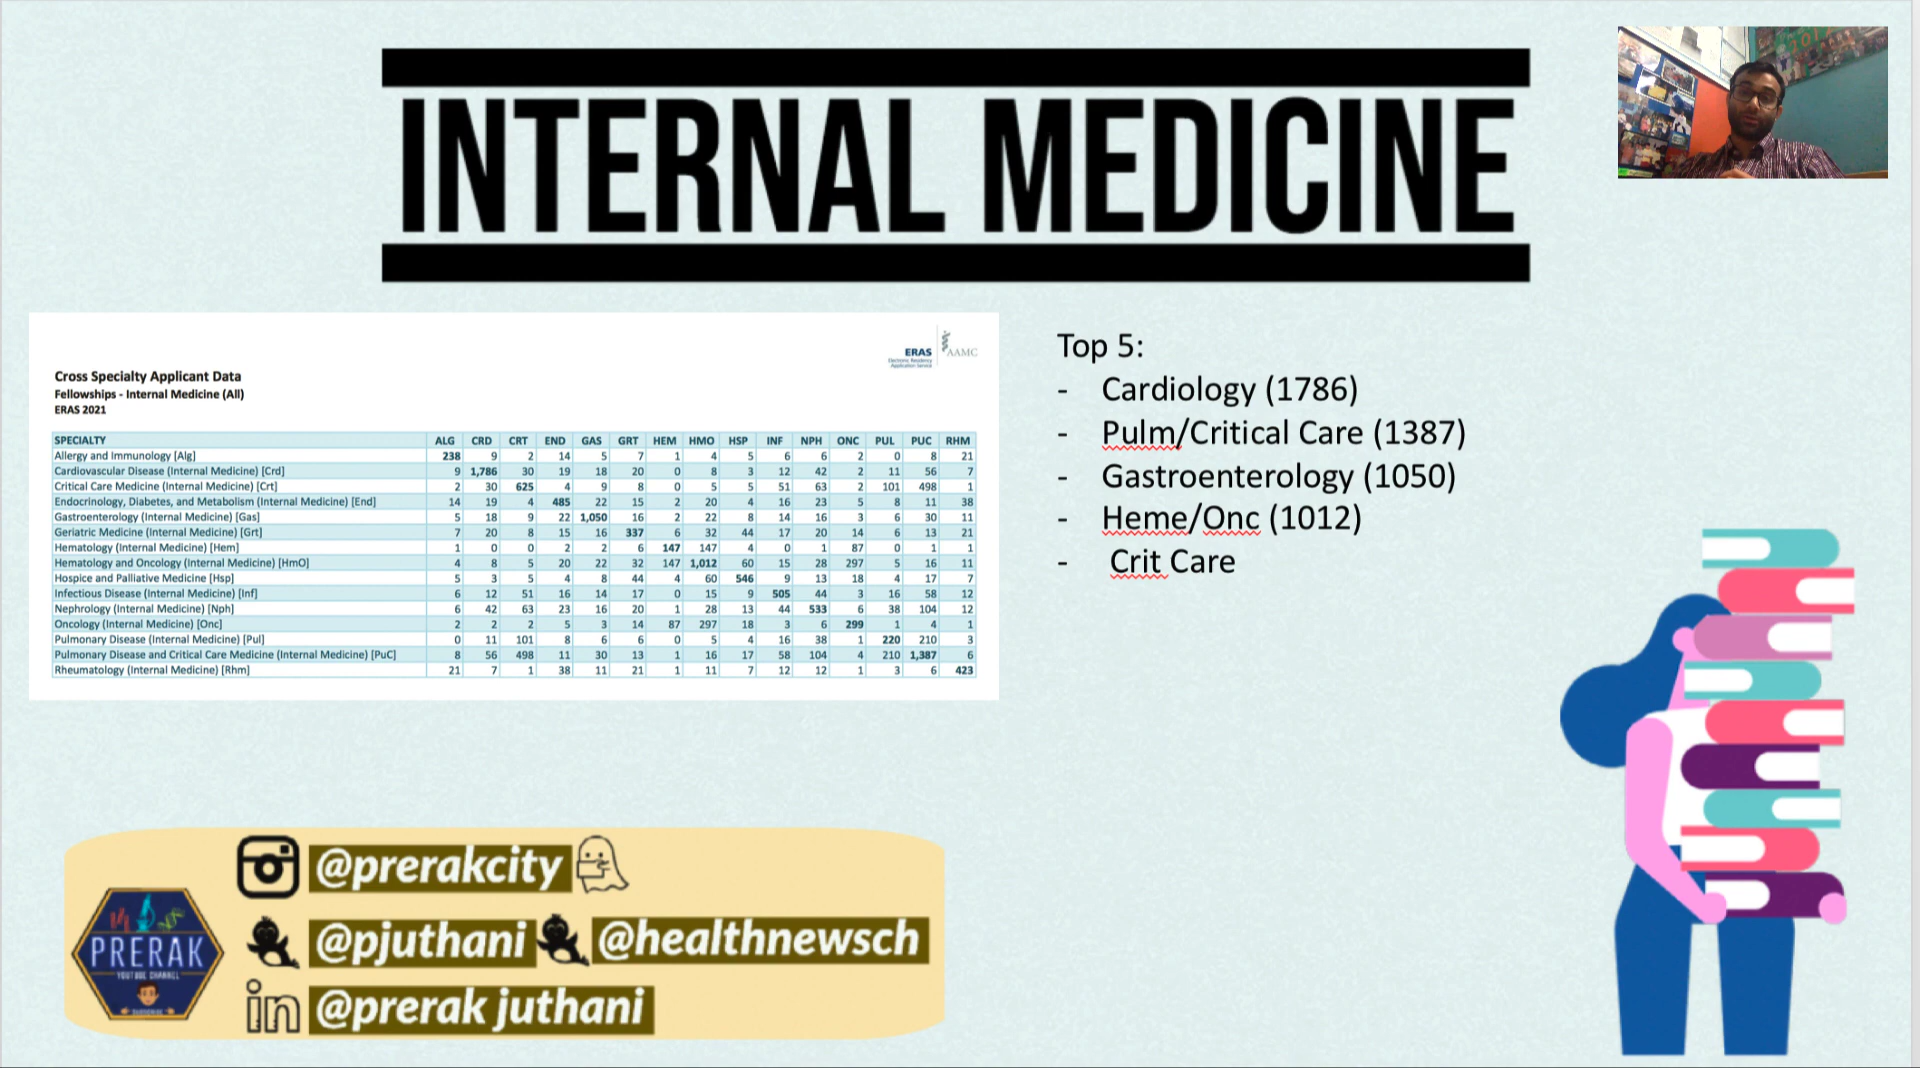 INTERNAL MEDICINE
ERAS
Electronic Residency
Application Service
AAMC
Cross Specialty Applicant Data
Fellowships - Internal Medicine (All)
ERAS 2021
SPECIALTY ALG CRD CRT END GAS GRT HEM HMO HSP INF NPH ONC PUL PUC RHM
Allergy and Immunology [Alg] 238 9 2 14 5 7 1 4 5 6 6 2 0 8 21
Cardiovascular Disease (Internal Medicine) [Crd] 9 1,786 30 19 18 20 0 8 3 12 42 2 11 56 7
Critical Care Medicine (Internal Medicine) [Crt] 2 30 625 4 9 8 0 5 5 51 63 2 101 498 1
Endocrinology, Diabetes, and Metabolism (Internal Medicine) [End] 14 19 4 485 22 15 2 20 4 16 23 5 8 11 38
Gastroenterology (Internal Medicine) [Gas] 5 18 9 22 1,050 16 2 22 8 14 16 3 6 30 11
Geriatric Medicine (Internal Medicine) [Grt] 7 20 8 15 16 337 6 32 44 17 20 14 6 13 21
Hematology (Internal Medicine) [Hem] 1 0 0 2 2 6 147 147 4 0 1 87 0 1 1
Hematology and Oncology (Internal Medicine) [HmO] 4 8 5 20 22 32 147 1,012 60 15 28 297 5 16 11
Hospice and Palliative Medicine [Hsp] 5 3 5 4 8 44 4 60 546 9 13 18 4 17 7
Infectious Disease (Internal Medicine) [Inf] 6 12 51 16 14 17 0 15 9 505 44 3 16 58 12
Nephrology (Internal Medicine) [Nph] 6 42 63 23 16 20 1 28 13 44 533 6 38 104 12
Oncology (Internal Medicine) [Onc] 2 2 2 5 3 14 87 297 18 3 6 299 1 4 1
Pulmonary Disease (Internal Medicine) [Pul] 0 11 101 8 6 6 0 5 4 16 38 1 220 210 3
Pulmonary Disease and Critical Care Medicine (Internal Medicine) [PuC] 8 56 498 11 30 13 1 16 17 58 104 4 210 1,387 6
Rheumatology (Internal Medicine) [Rhm] 21 7 1 38 11 21 1 11 7 12 12 1 3 6 423
Top 5:
- Cardiology (1786)
- Pulm/Critical Care (1387)
- Gastroenterology (1050)
- Heme/Onc (1012)
- Crit Care
@prerakcity
@pjuthani @healthnewsch
in @prerak juthani
PRERAK
YOUTUBE CHANNEL
SUBSCRIBE